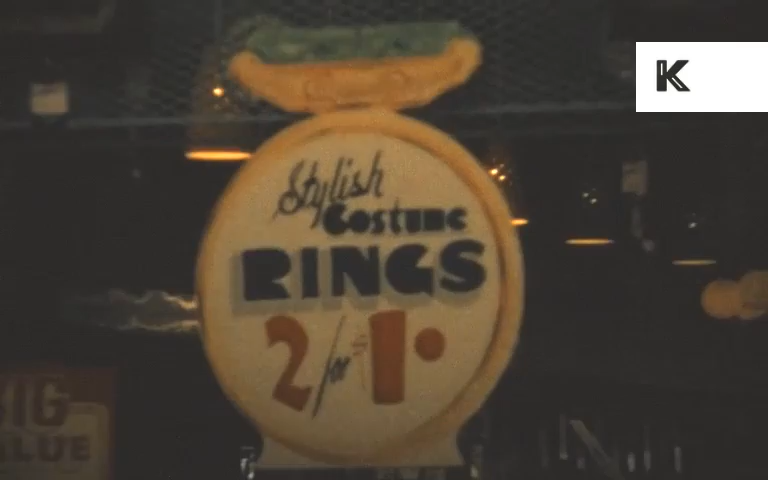 K
Stylish
Costume
RINGS
2/for $1.
BIG
VALUE